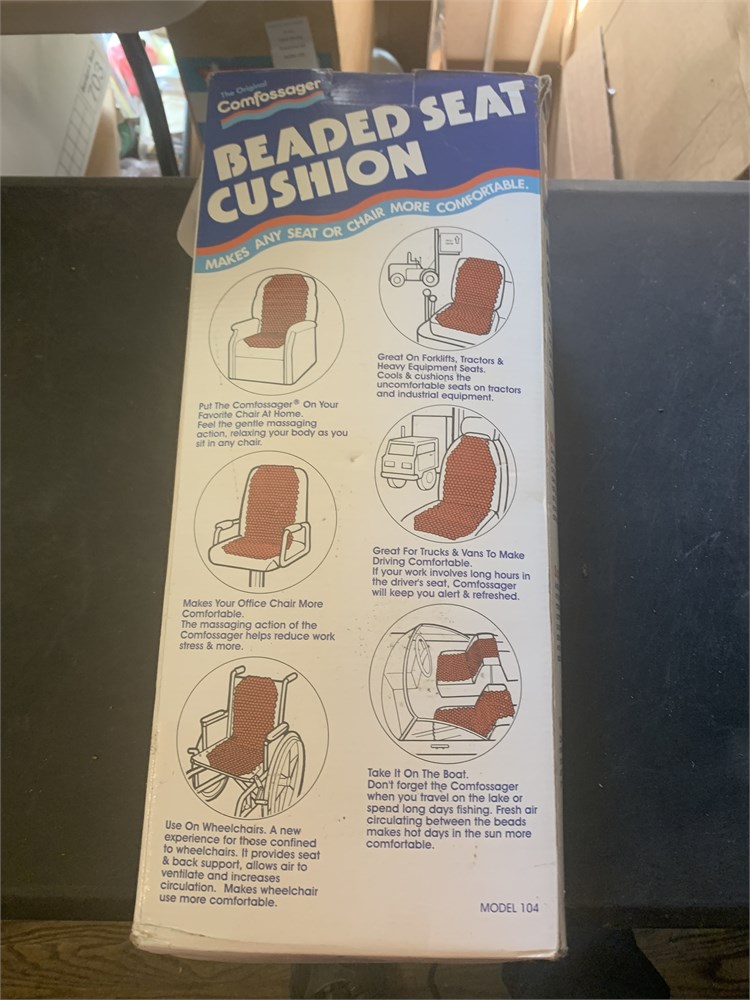 The Original
Comfossager
BEADED SEAT
CUSHION
MAKES ANY SEAT OR CHAIR MORE COMFORTABLE.
Put The Comfossager® On Your
Favorite Chair At Home.
Feel the gentle massaging
action, relaxing your body as you
sit in any chair.
Makes Your Office Chair More
Comfortable.
The massaging action of the
Comfossager helps reduce work
stress & more.
Use On Wheelchairs. A new
experience for those confined
to wheelchairs. It provides seat
& back support, allows air to
ventilate and increases
circulation. Makes wheelchair
use more comfortable.
Great On Forklifts, Tractors &
Heavy Equipment Seats.
Cools & cushions the
uncomfortable seats on tractors
and industrial equipment.
Great For Trucks & Vans To Make
Driving Comfortable.
If your work involves long hours in
the driver's seat, Comfossager
will keep you alert & refreshed.
Take It On The Boat.
Don't forget the Comfossager
when you travel on the lake or
spend long days fishing. Fresh air
circulating between the beads
makes hot days in the sun more
comfortable.
MODEL 104